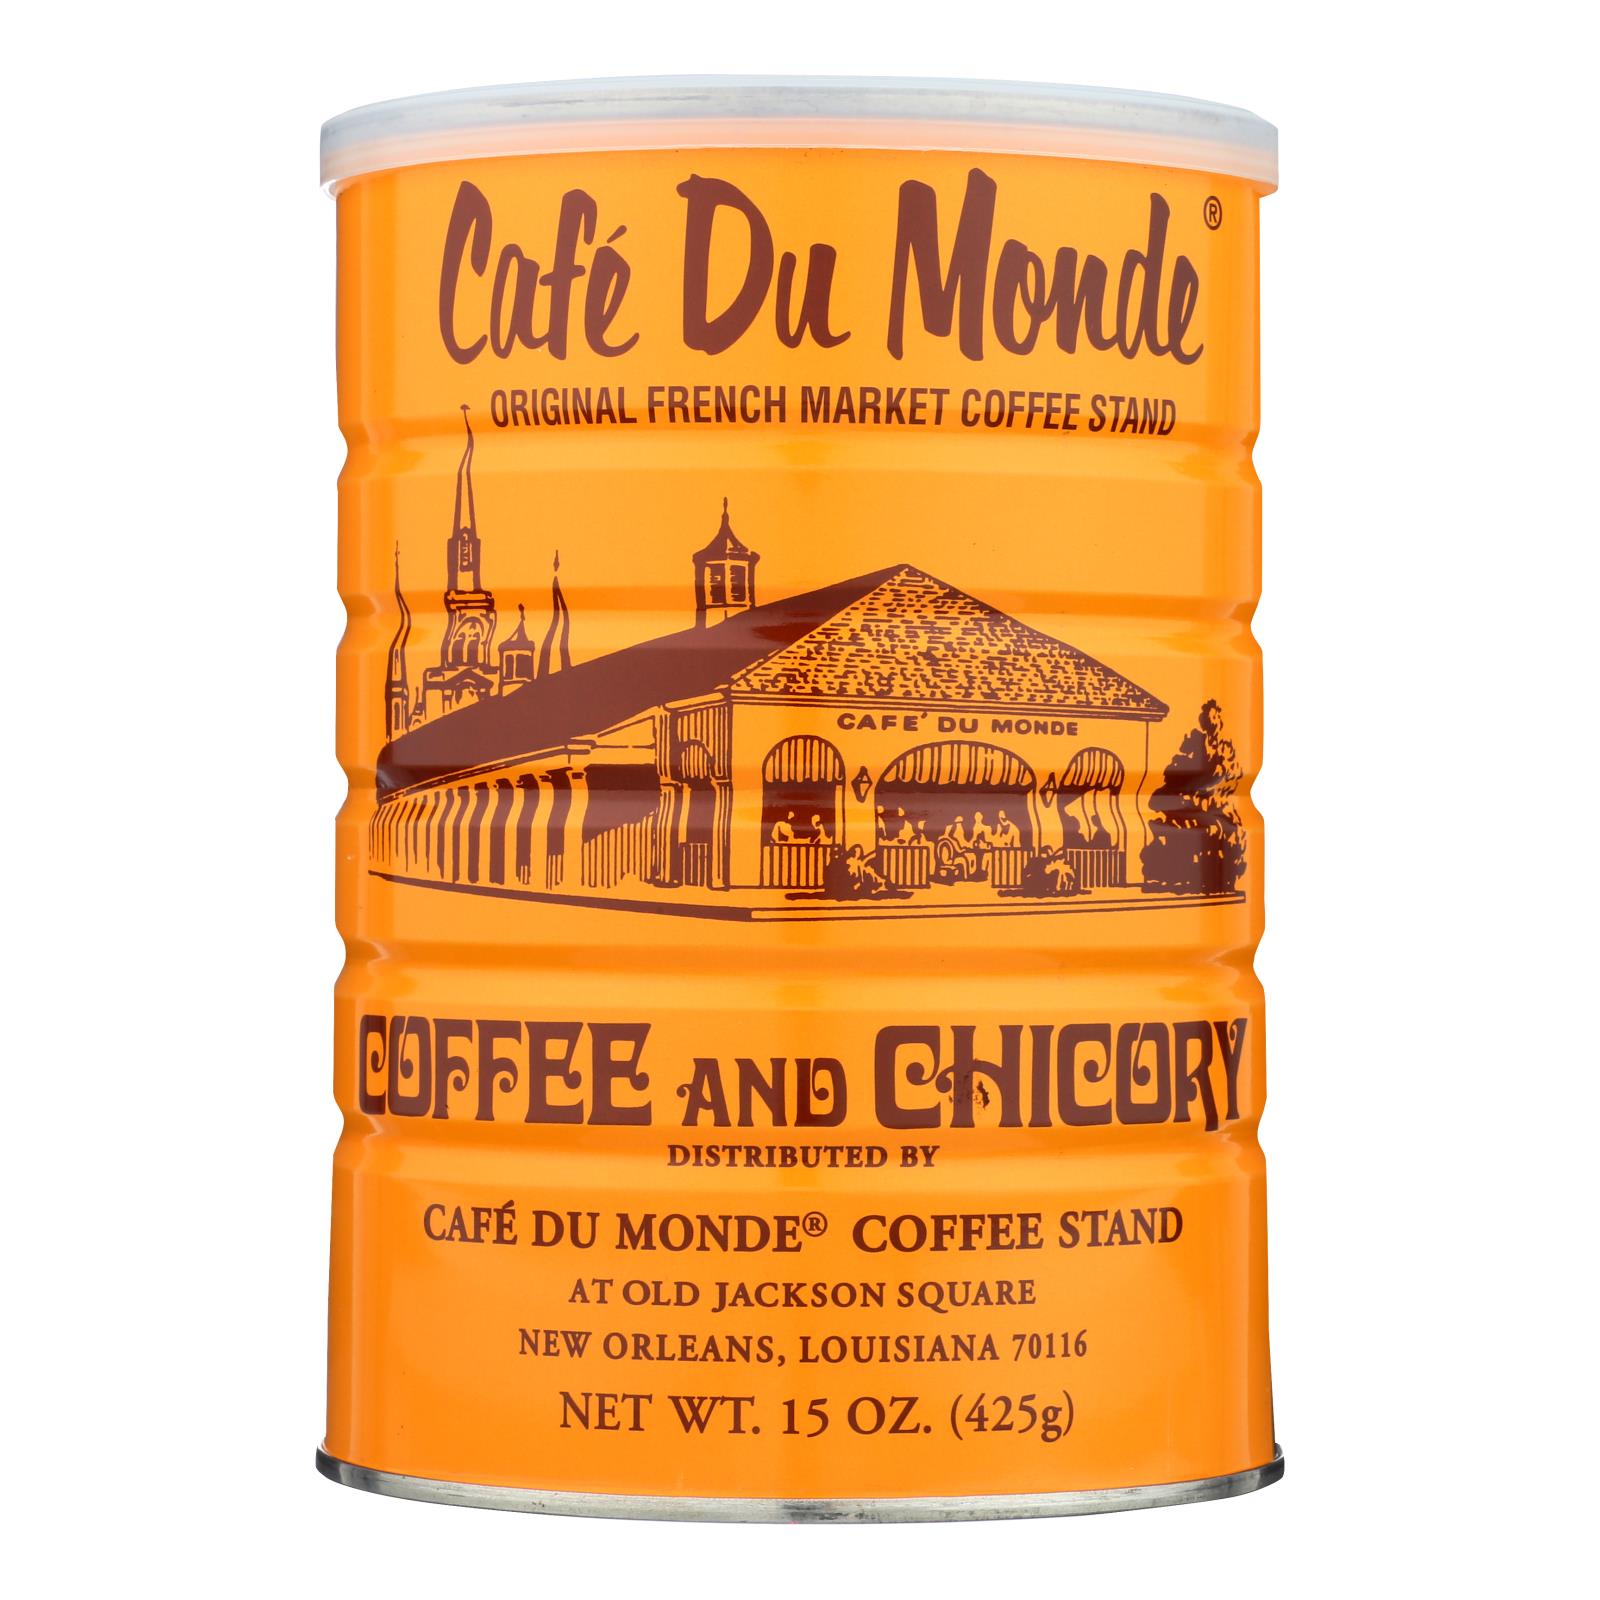 Café Du Monde®
ORIGINAL FRENCH MARKET COFFEE STAND
CAFE´ DU MONDE
COFFEE AND CHICORY
DISTRIBUTED BY
CAFÉ DU MONDE® COFFEE STAND
AT OLD JACKSON SQUARE
NEW ORLEANS, LOUISIANA 70116
NET WT. 15 OZ. (425g)